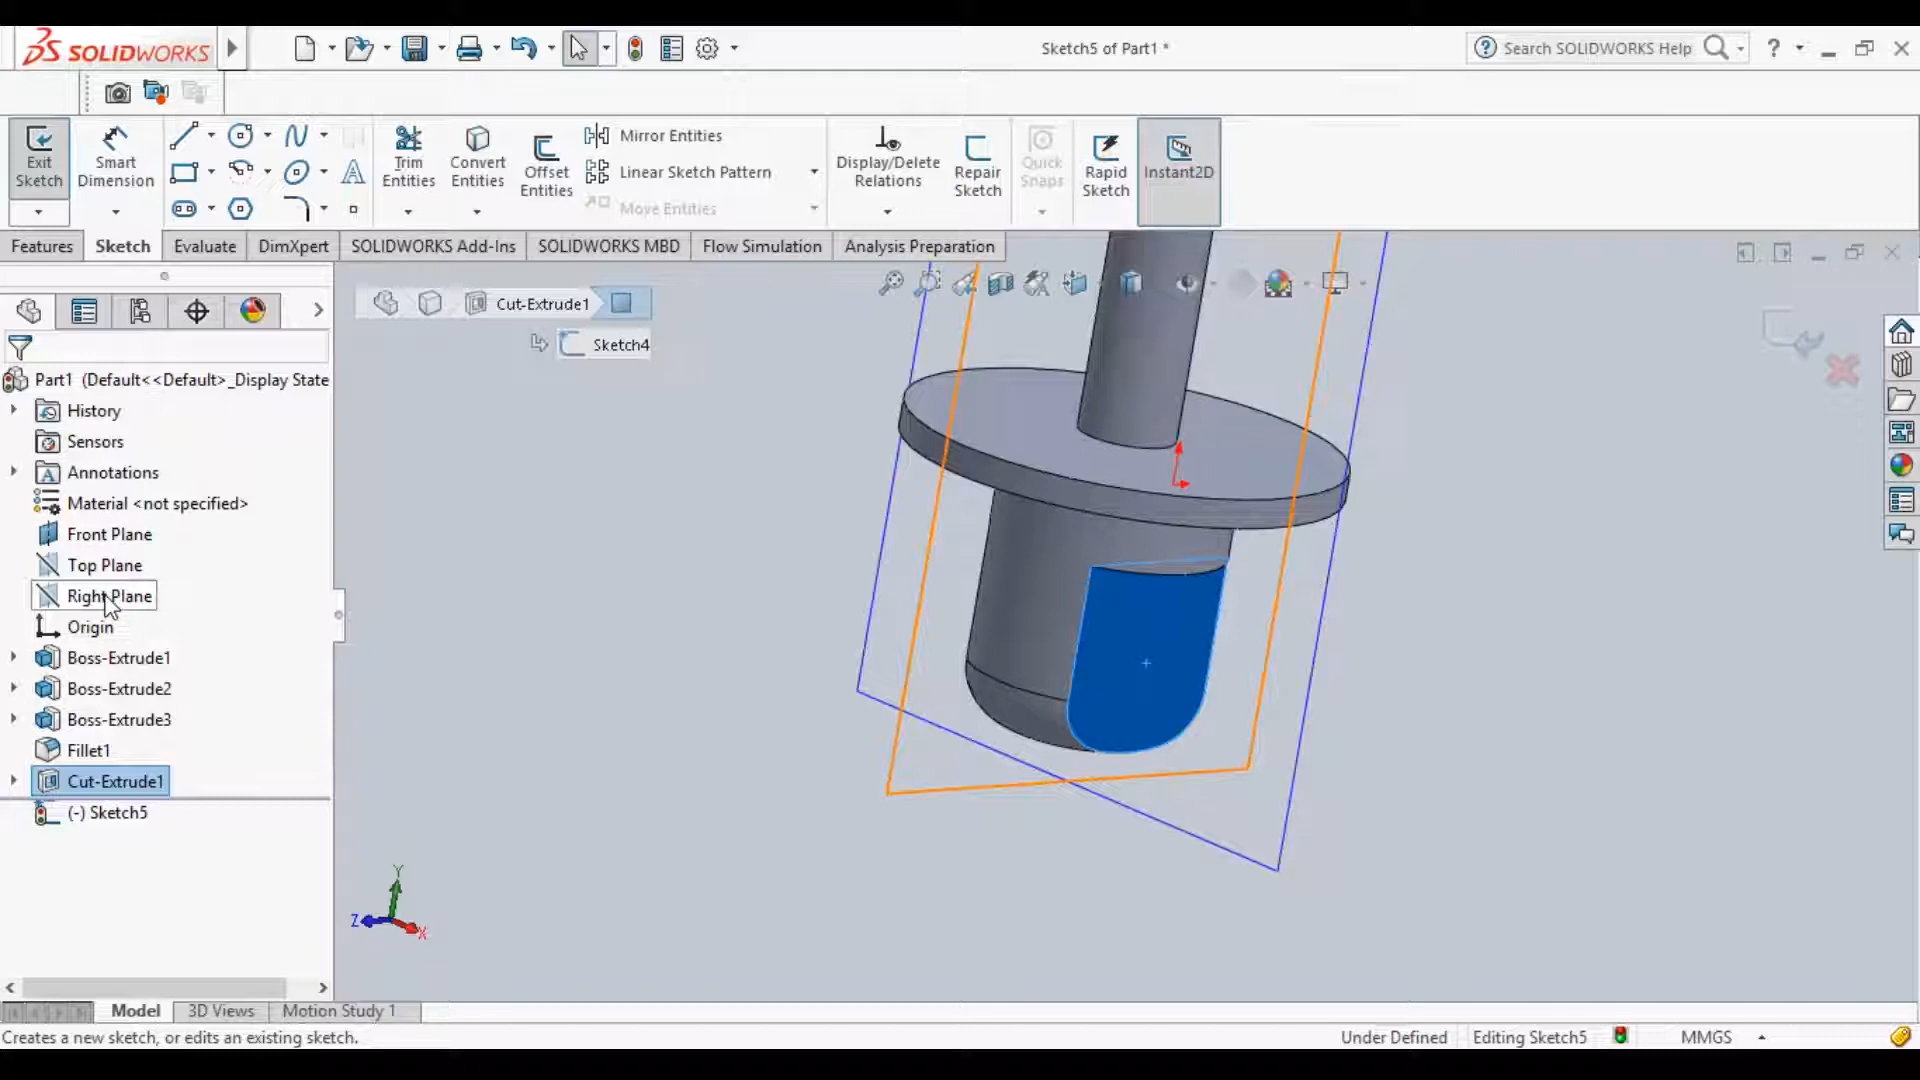 SOLIDWORKS
Sketch5 of Part1 *
Search SOLIDWORKS Help
Exit Sketch
Smart Dimension
Trim Entities
Convert Entities
Offset Entities
Mirror Entities
Linear Sketch Pattern
Move Entities
Display/Delete Relations
Repair Sketch
Quick Snaps
Rapid Sketch
Instant2D
Features
Sketch
Evaluate
DimXpert
SOLIDWORKS Add-Ins
SOLIDWORKS MBD
Flow Simulation
Analysis Preparation
Cut-Extrude1
Sketch4
Part1 (Default<<Default>_Display State
History
Sensors
Annotations
Material <not specified>
Front Plane
Top Plane
Right Plane
Origin
Boss-Extrude1
Boss-Extrude2
Boss-Extrude3
Fillet1
Cut-Extrude1
(-) Sketch5
Y
Z
X
Model
3D Views
Motion Study 1
Creates a new sketch, or edits an existing sketch.
Under Defined
Editing Sketch5
MMGS